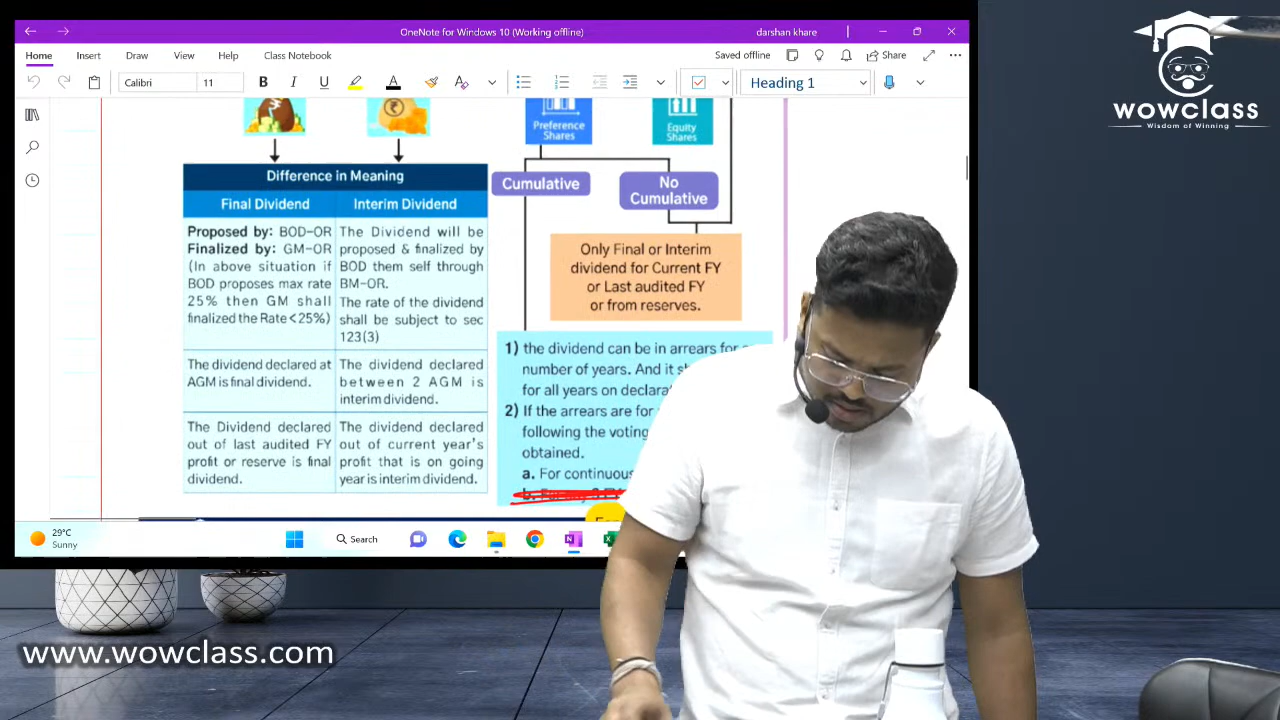 OneNote for Windows 10 (Working offline)
darshan khare
Home
Insert
Draw
View
Help
Class Notebook
Saved offline
Share
Calibri
11
B
I
U
A
Heading 1
Preference
Shares
Equity
Shares
Difference in Meaning
Final Dividend
Interim Dividend
Proposed by: BOD-OR
Finalized by: GM-OR
(In above situation if
BOD proposes max rate
25% then GM shall
finalized the Rate <25%)
The Dividend will be
proposed & finalized by
BOD them self through
BM-OR.
The rate of the dividend
shall be subject to sec
123(3)
The dividend declared at
AGM is final dividend.
The dividend declared
between 2 AGM is
interim dividend.
The Dividend declared
out of last audited FY
profit or reserve is final
dividend.
The dividend declared
out of current year's
profit that is on going
year is interim dividend.
Cumulative
No
Cumulative
Only Final or Interim
dividend for Current FY
or Last audited FY
or from reserves.
1) the dividend can be in arrears for
number of years. And it
for all years on
2) If the arrears are for
following the voting
obtained.
a. For continuous
b.
29°C
Sunny
Search
wowclass
Wisdom of Winning
www.wowclass.com